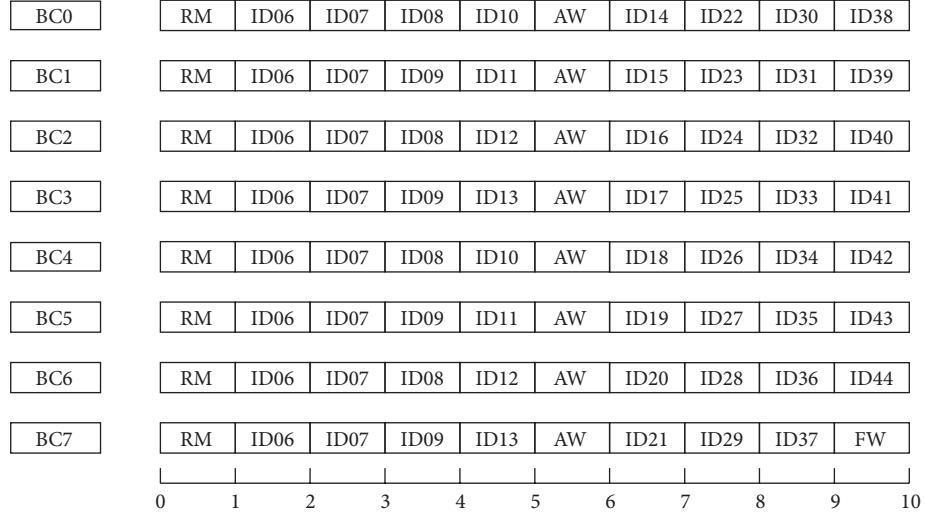 BC0 RM ID06 ID07 ID08 ID10 AW ID14 ID22 ID30 ID38
BC1 RM ID06 ID07 ID09 ID11 AW ID15 ID23 ID31 ID39
BC2 RM ID06 ID07 ID08 ID12 AW ID16 ID24 ID32 ID40
BC3 RM ID06 ID07 ID09 ID13 AW ID17 ID25 ID33 ID41
BC4 RM ID06 ID07 ID08 ID10 AW ID18 ID26 ID34 ID42
BC5 RM ID06 ID07 ID09 ID11 AW ID19 ID27 ID35 ID43
BC6 RM ID06 ID07 ID08 ID12 AW ID20 ID28 ID36 ID44
BC7 RM ID06 ID07 ID09 ID13 AW ID21 ID29 ID37 FW
0 1 2 3 4 5 6 7 8 9 10